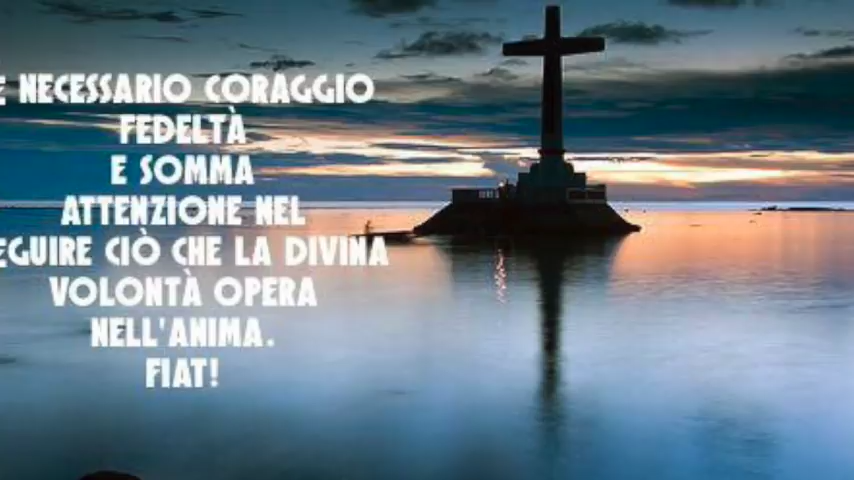 E NECESSARIO CORAGGIO
FEDELTÀ
E SOMMA
ATTENZIONE NEL
EGUIRE CIÒ CHE LA DIVINA
VOLONTÀ OPERA
NELL'ANIMA.
FIAT!